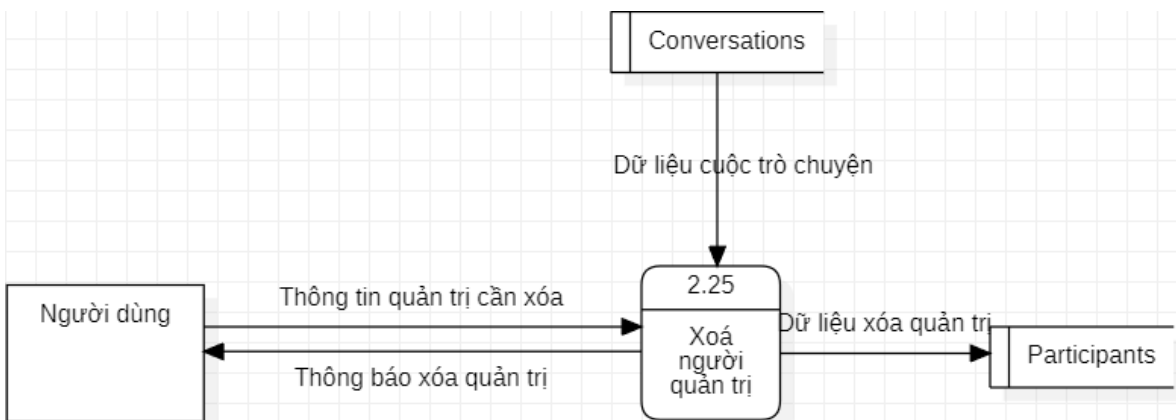 Conversations
Dữ liệu cuộc trò chuyện
2.25
Người dùng
Thông tin quản trị cần xóa
Dữ liệu xóa quản trị
Xoá
người
quản trị
Participants
Thông báo xóa quản trị